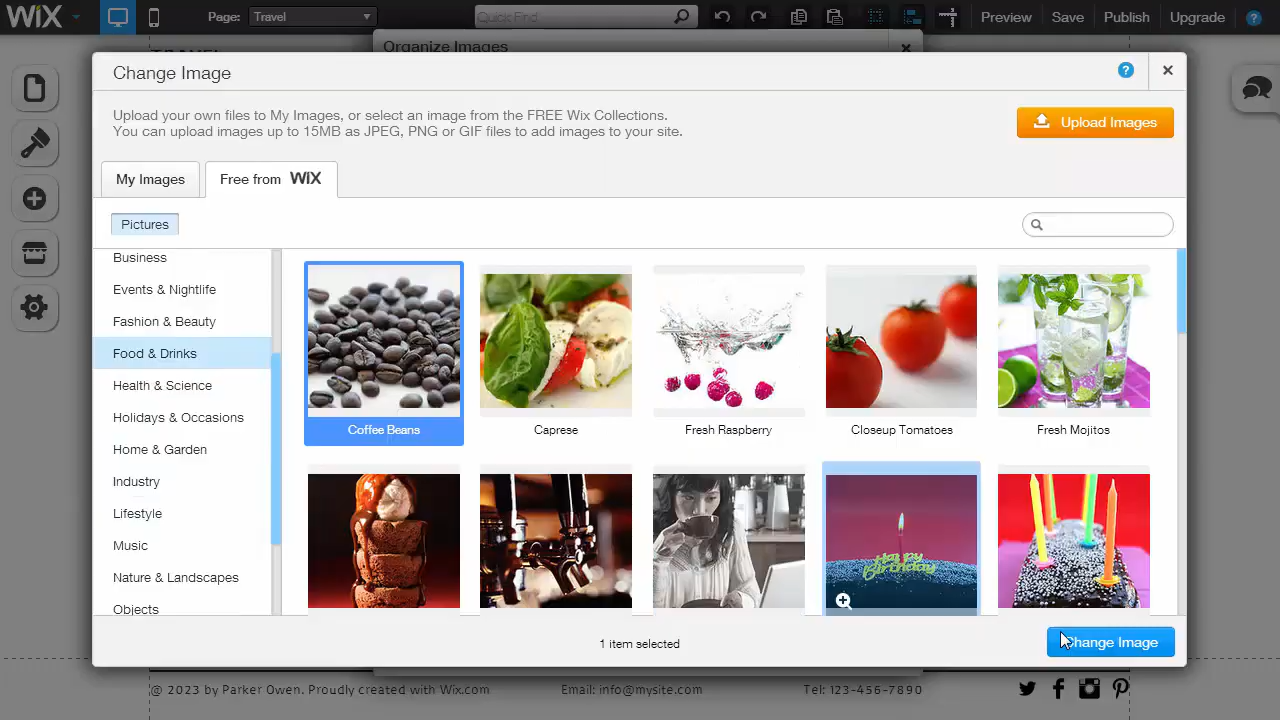 WiX
Page:
Travel
Quick Find
Preview
Save
Publish
Upgrade
?
TRAVEL
Organize Images
Change Image
?
Upload your own files to My Images, or select an image from the FREE Wix Collections.
You can upload images up to 15MB as JPEG, PNG or GIF files to add images to your site.
Upload Images
My Images
Free from WiX
Pictures
Business
Events & Nightlife
Fashion & Beauty
Food & Drinks
Health & Science
Holidays & Occasions
Home & Garden
Industry
Lifestyle
Music
Nature & Landscapes
Objects
Coffee Beans
Caprese
Fresh Raspberry
Closeup Tomatoes
Fresh Mojitos
Happy
Birthday
1 item selected
Change Image
@ 2023 by Parker Owen. Proudly created with Wix.com
Email: info@mysite.com
Tel: 123-456-7890